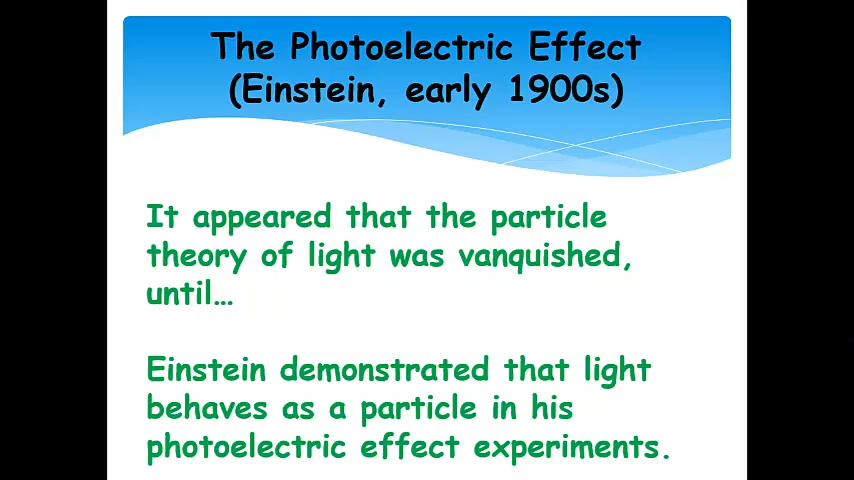 The Photoelectric Effect
(Einstein, early 1900s)
It appeared that the particle
theory of light was vanquished,
until…
Einstein demonstrated that light
behaves as a particle in his
photoelectric effect experiments.